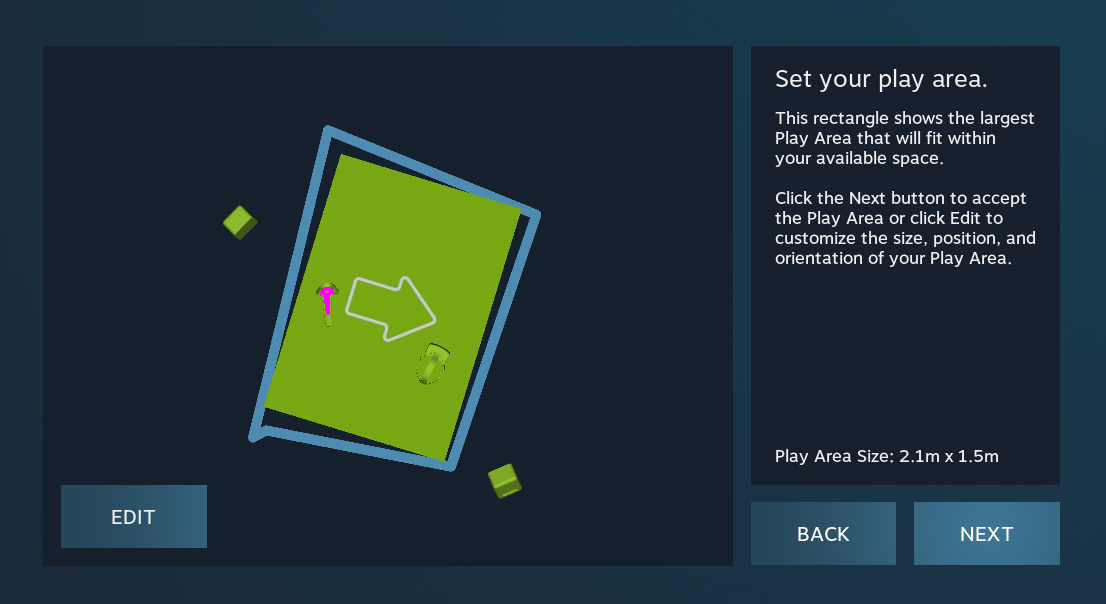 Set your play area.
This rectangle shows the largest
Play Area that will fit within
your available space.
Click the Next button to accept
the Play Area or click Edit to
customize the size, position, and
orientation of your Play Area.
Play Area Size: 2.1m x 1.5m
EDIT
BACK
NEXT